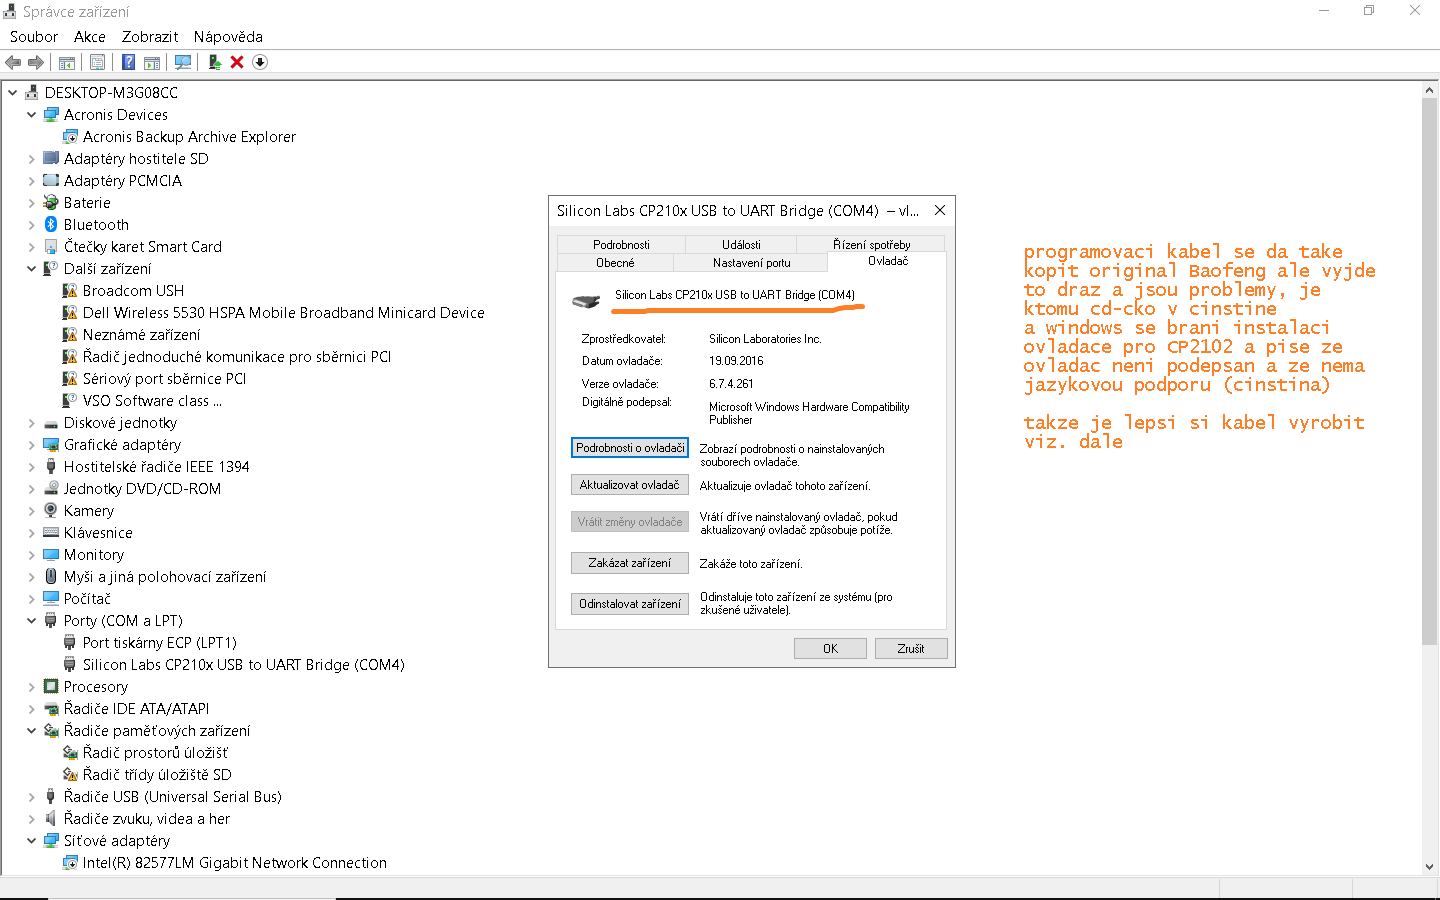 Správce zařízení
Soubor Akce Zobrazit Nápověda
DESKTOP-M3G08CC
Acronis Devices
Acronis Backup Archive Explorer
Adaptéry hostitele SD
Adaptéry PCMCIA
Baterie
Bluetooth
Čtečky karet Smart Card
Další zařízení
Broadcom USH
Dell Wireless 5530 HSPA Mobile Broadband Minicard Device
Neznámé zařízení
Řadič jednoduché komunikace pro sběrnici PCI
Sériový port sběrnice PCI
VSO Software class ...
Diskové jednotky
Grafické adaptéry
Hostitelské řadiče IEEE 1394
Jednotky DVD/CD-ROM
Kamery
Klávesnice
Monitory
Myši a jiná polohovací zařízení
Počítač
Porty (COM a LPT)
Port tiskárny ECP (LPT1)
Silicon Labs CP210x USB to UART Bridge (COM4)
Procesory
Řadiče IDE ATA/ATAPI
Řadiče paměťových zařízení
Řadič prostorů úložišť
Řadič třídy úložiště SD
Řadiče USB (Universal Serial Bus)
Řadiče zvuku, videa a her
Síťové adaptéry
Intel(R) 82577LM Gigabit Network Connection
Silicon Labs CP210x USB to UART Bridge (COM4) – vl...
Podrobnosti Události Řízení spotřeby
Obecné Nastavení portu Ovladač
Silicon Labs CP210x USB to UART Bridge (COM4)
Zprostředkovatel: Silicon Laboratories Inc.
Datum ovladače: 19.09.2016
Verze ovladače: 6.7.4.261
Digitálně podepsal: Microsoft Windows Hardware Compatibility
Publisher
Podrobnosti o ovladači Zobrazí podrobnosti o nainstalovaných
souborech ovladače.
Aktualizovat ovladač Aktualizuje ovladač tohoto zařízení.
Vrátit změny ovladače Vrátí dříve nainstalovaný ovladač, pokud
aktualizovaný ovladač způsobuje potíže.
Zakázat zařízení Zakáže toto zařízení.
Odinstalovat zařízení Odinstaluje toto zařízení ze systému (pro
zkušené uživatele).
OK Zrušit
programovaci kabel se da take
kopit original Baofeng ale vyjde
to draz a jsou problemy, je
ktomu cd-cko v cinstine
a windows se brani instalaci
ovladace pro CP2102 a pise ze
ovladac neni podepsan a ze nema
jazykovou podporu (cinstina)
takze je lepsi si kabel vyrobit
viz. dale